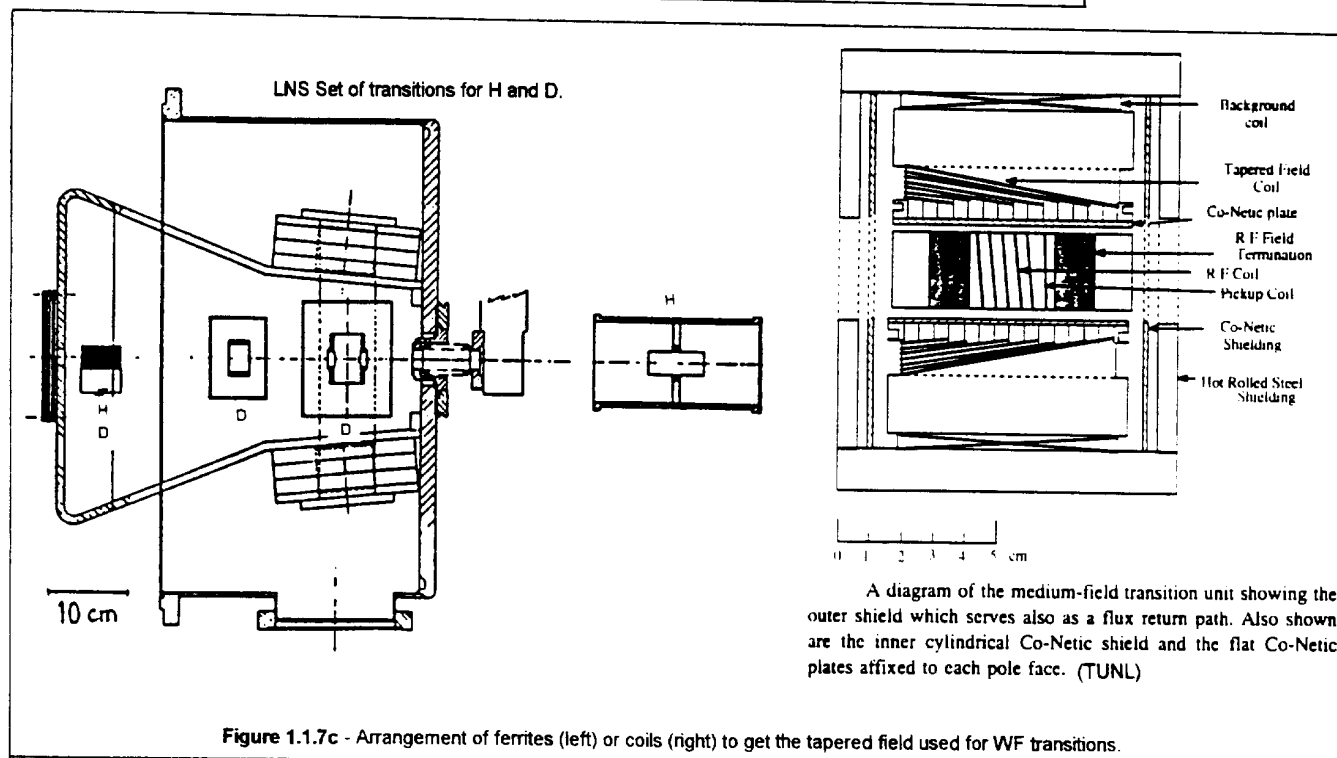 LNS Set of transitions for H and D.
H
D
D
D
H
10 cm
Background
coil
Tapered Field
Coil
Co-Netic plate
R F Field
Termination
R F Coil
Pickup Coil
Co-Netic
Shielding
Hot Rolled Steel
Shielding
0 1 2 3 4 5 cm
A diagram of the medium-field transition unit showing the
outer shield which serves also as a flux return path. Also shown
are the inner cylindrical Co-Netic shield and the flat Co-Netic
plates affixed to each pole face. (TUNL)
Figure 1.1.7c - Arrangement of ferrites (left) or coils (right) to get the tapered field used for WF transitions.